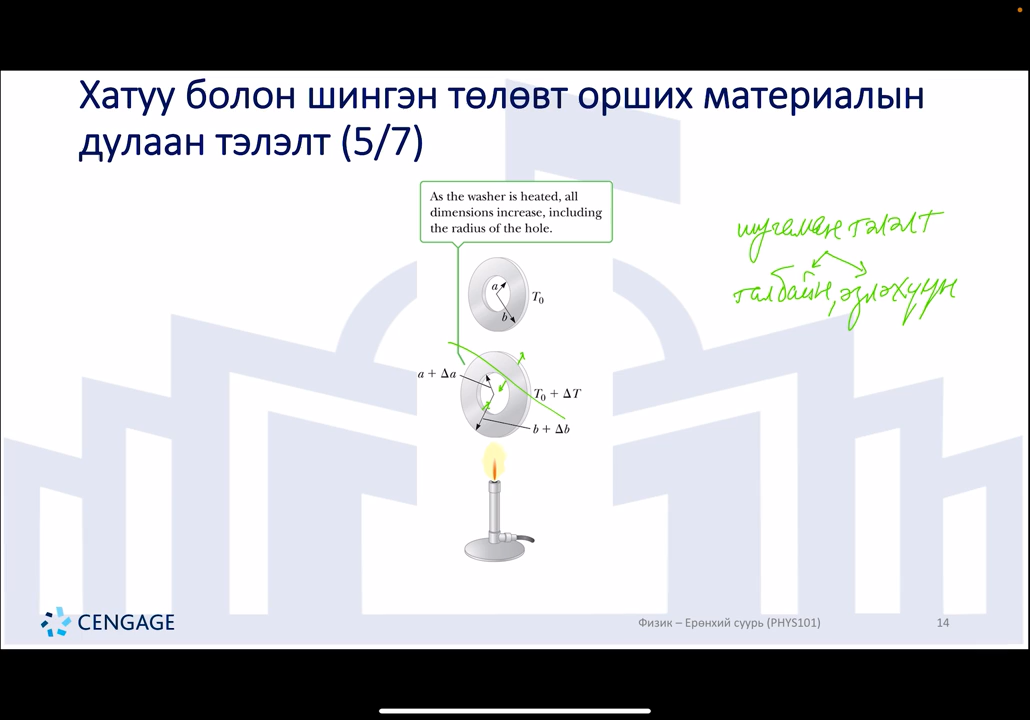 Хатуу болон шингэн төлөвт орших материалын
дулаан тэлэлт (5/7)
As the washer is heated, all
dimensions increase, including
the radius of the hole.
a
T₀
b
a + Δa
T₀ + ΔT
b + Δb
шугаман тэлэлт
талбайн, эзлэхүүн
CENGAGE
Физик – Ерөнхий суурь (PHYS101)
14